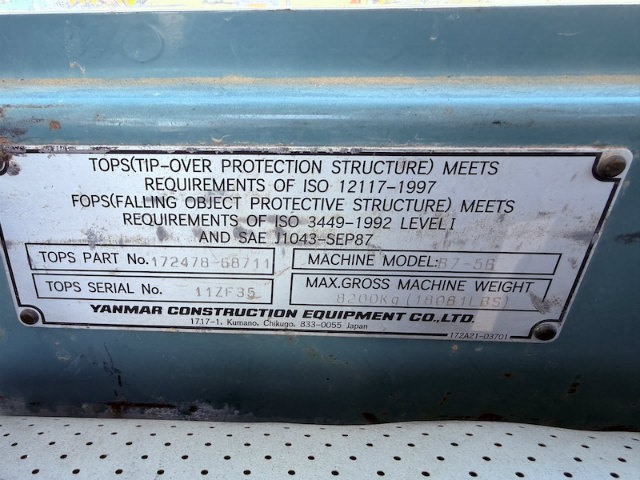 TOPS(TIP-OVER PROTECTION STRUCTURE) MEETS
REQUIREMENTS OF ISO 12117-1997
FOPS(FALLING OBJECT PROTECTIVE STRUCTURE) MEETS
REQUIREMENTS OF ISO 3449-1992 LEVEL I
AND SAE J1043-SEP87
TOPS PART No. 172478-68711
MACHINE MODEL: B7-5B
TOPS SERIAL No. 11ZF35
MAX.GROSS MACHINE WEIGHT
8200Kg (18081LBS)
YANMAR CONSTRUCTION EQUIPMENT CO.,LTD.
1717-1, Kumano, Chikugo, 833-0055 Japan
172A21-03701